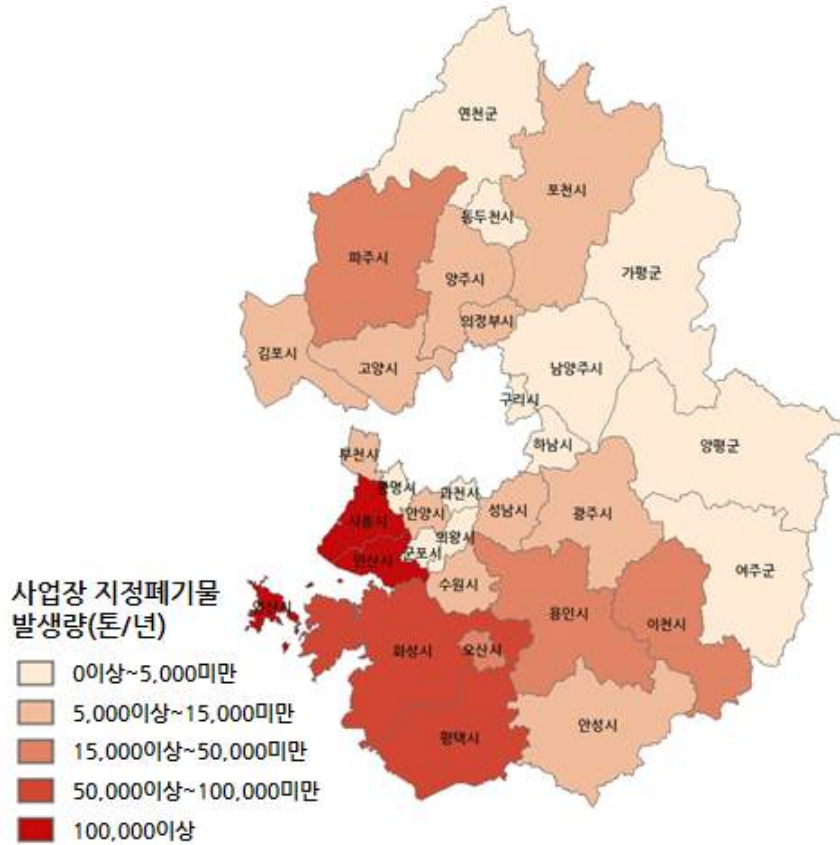 연천군
포천시
동두천시
파주시
양주시
가평군
의정부시
김포시
고양시
남양주시
구리시
하남시
양평군
부천시
광명시
과천시
시흥시
안양시
성남시
광주시
의왕시
군포시
안산시
수원시
여주군
안산시
용인시
이천시
화성시
오산시
안성시
평택시
사업장 지정폐기물
발생량(톤/년)
0이상~5,000미만
5,000이상~15,000미만
15,000이상~50,000미만
50,000이상~100,000미만
100,000이상